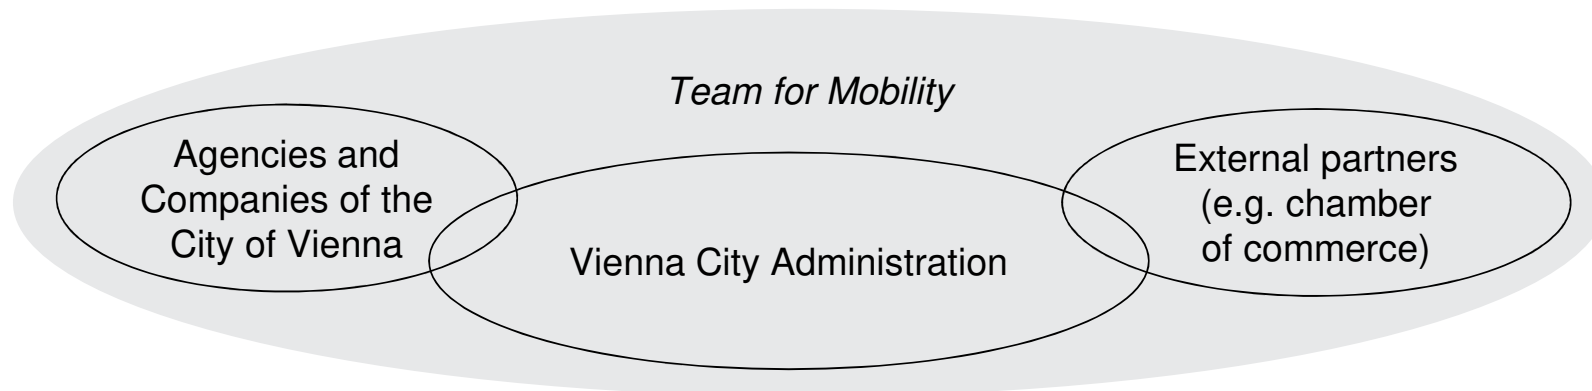 Team for Mobility
Agencies and
Companies of the
City of Vienna
Vienna City Administration
External partners
(e.g. chamber
of commerce)